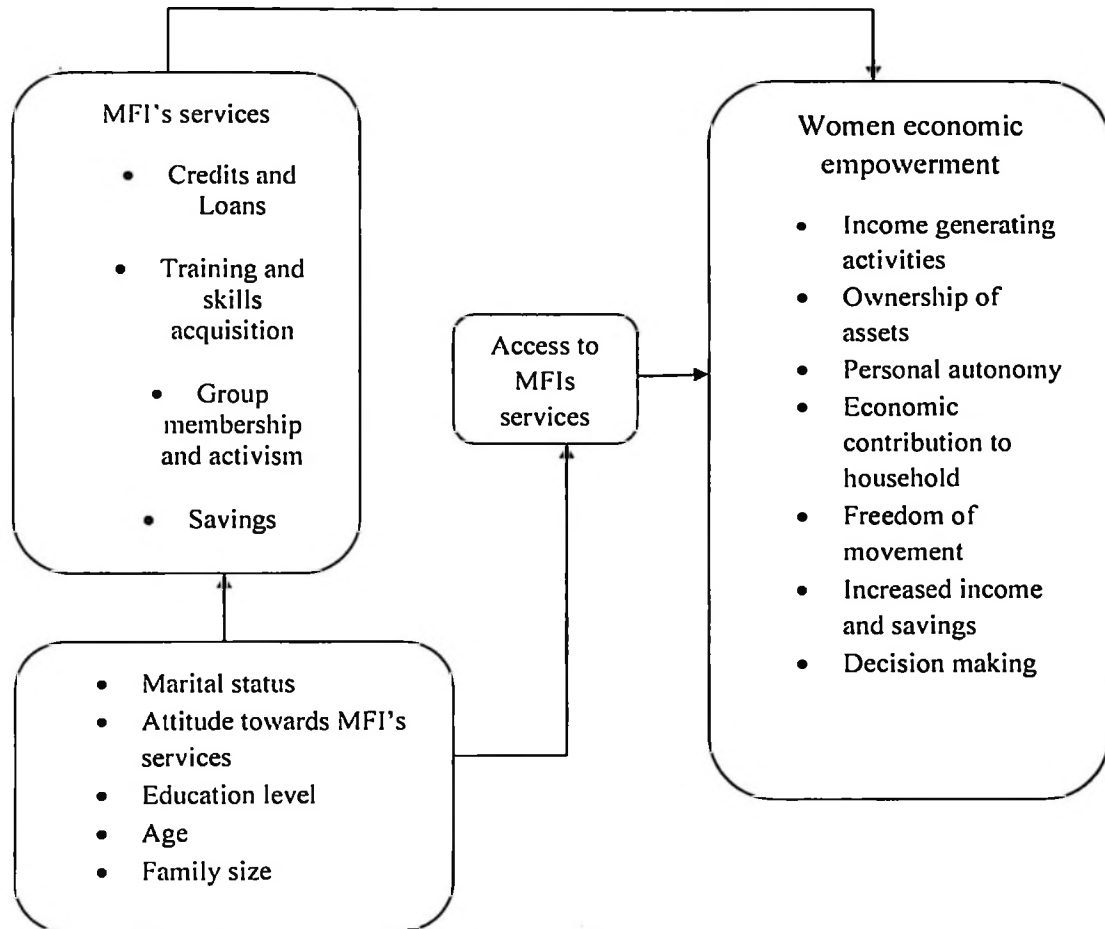 MFI's services
• Credits and
Loans
• Training and
skills
acquisition
• Group
membership
and activism
• Savings
• Marital status
• Attitude towards MFI's
services
• Education level
• Age
• Family size
Access to
MFIs
services
Women economic
empowerment
• Income generating
activities
• Ownership of
assets
• Personal autonomy
• Economic
contribution to
household
• Freedom of
movement
• Increased income
and savings
• Decision making